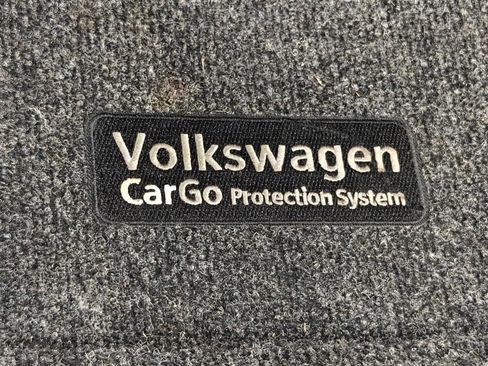 Volkswagen
CarGo Protection System